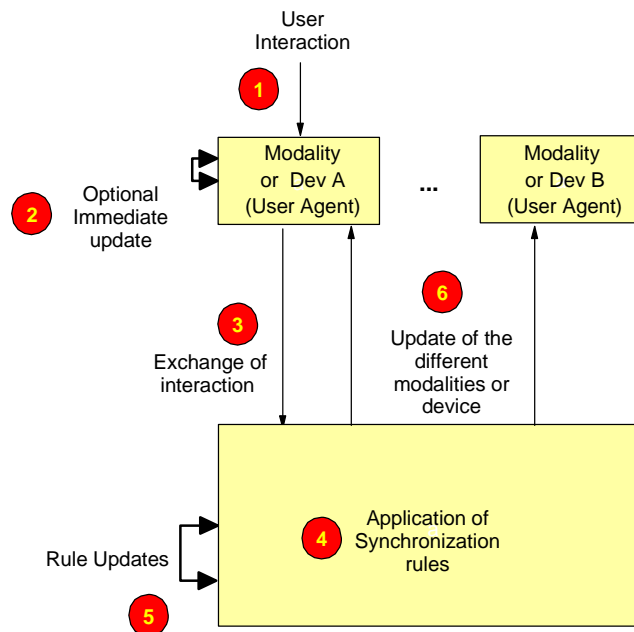 User
Interaction
1
Modality
or Dev A
(User Agent)
...
Modality
or Dev B
(User Agent)
2
Optional
Immediate
update
3
Exchange of
interaction
6
Update of the
different
modalities or
device
4
Application of
Synchronization
rules
Rule Updates
5